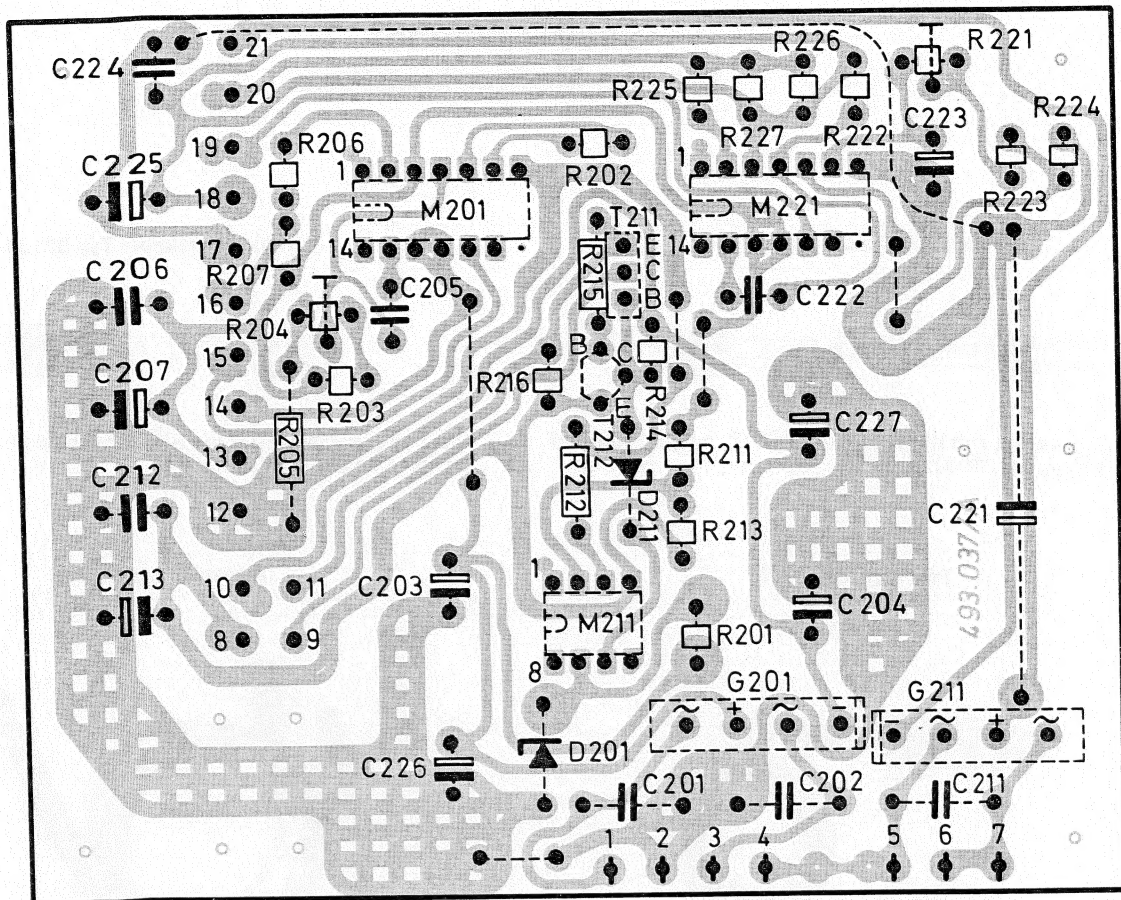 21
C224
20
R226
R221
R225
R227
R222
C223
R224
19
R206
C225
1
R202
1
18
M201
T211
M221
R223
17
14
E
14
R207
C
C206
R215
C205
B
C222
16
R204
B
C
15
C207
R216
R203
14
E
R214
C227
T212
R205
13
R211
C212
R212
D211
12
R213
C221
493.037A
C213
10
11
C203
1
C204
M211
8
9
R201
8
G201
G211
~ + ~ −
− ~ + ~
D201
C226
C201
C202
C211
1 2 3 4 5 6 7